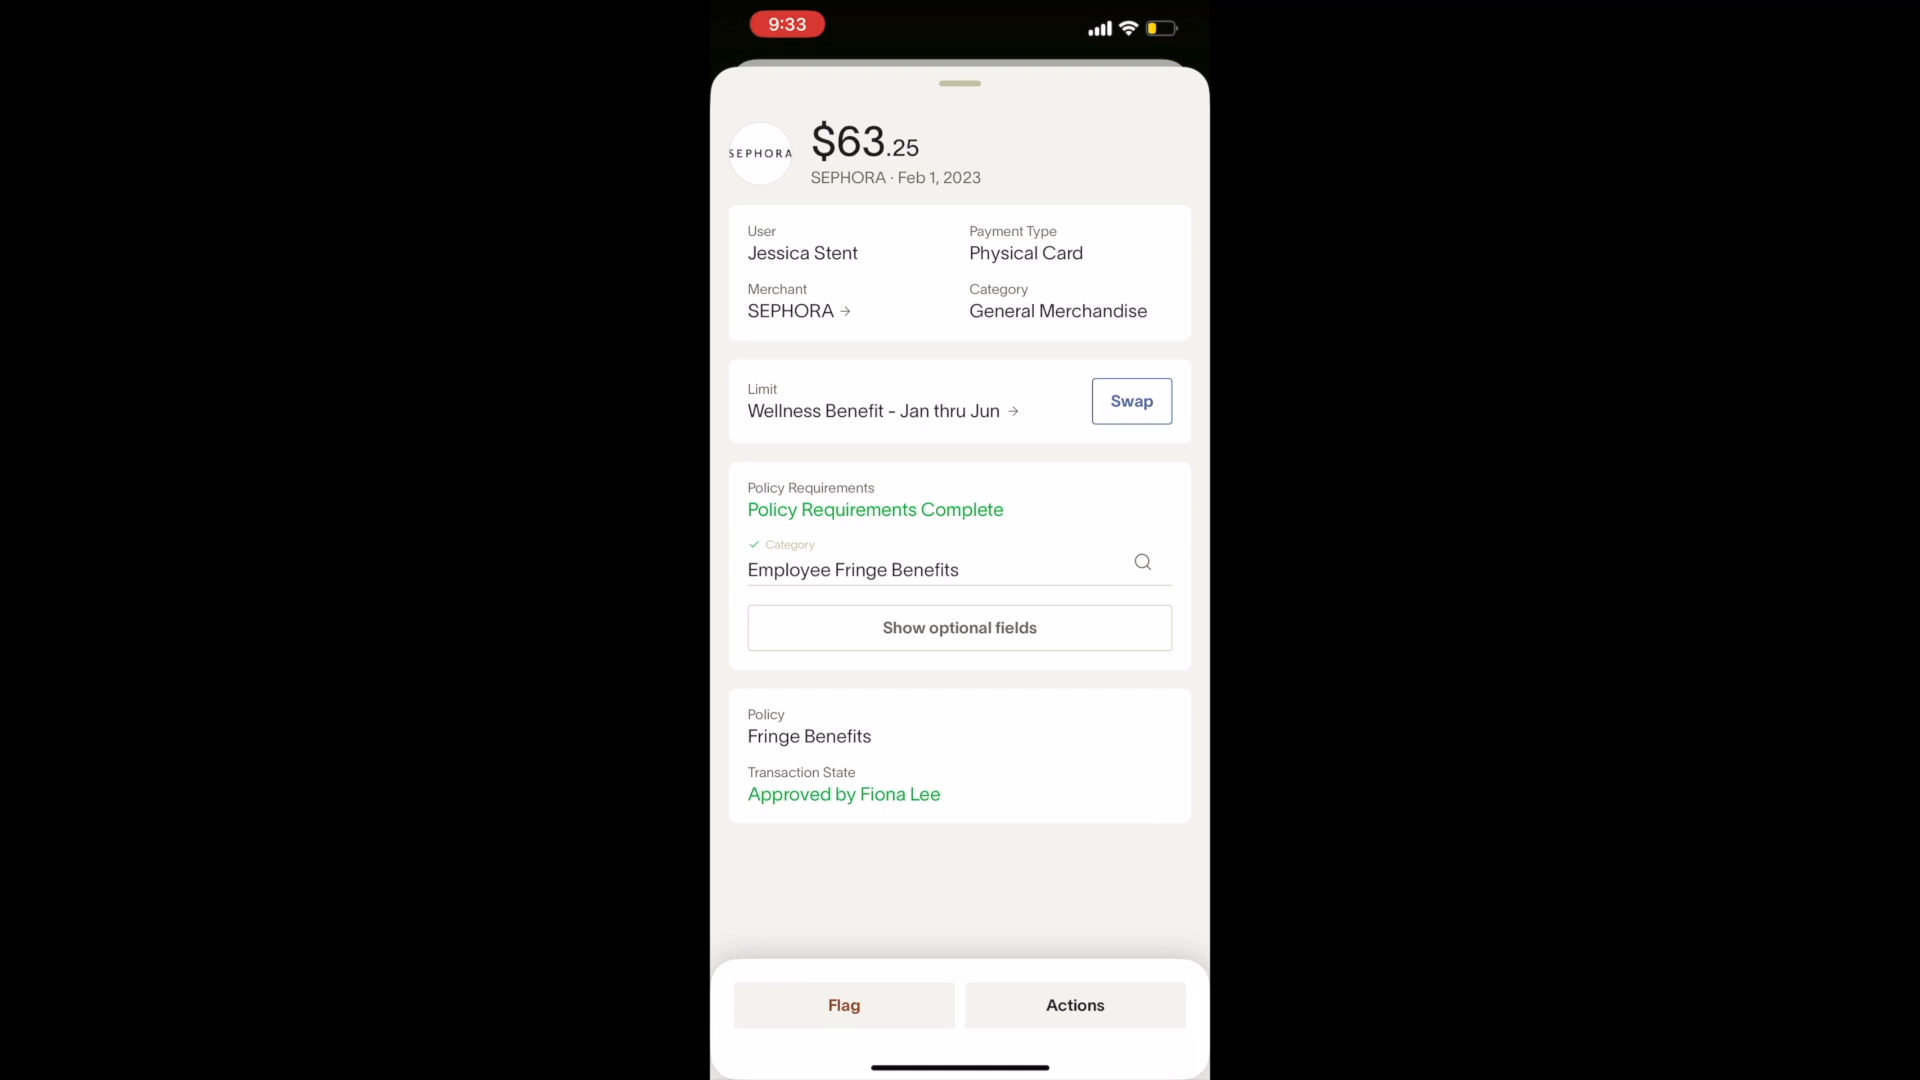 9:33
SEPHORA
$63.25
SEPHORA · Feb 1, 2023
User
Jessica Stent
Payment Type
Physical Card
Merchant
SEPHORA →
Category
General Merchandise
Limit
Wellness Benefit - Jan thru Jun →
Swap
Policy Requirements
Policy Requirements Complete
✓ Category
Employee Fringe Benefits
Show optional fields
Policy
Fringe Benefits
Transaction State
Approved by Fiona Lee
Flag
Actions